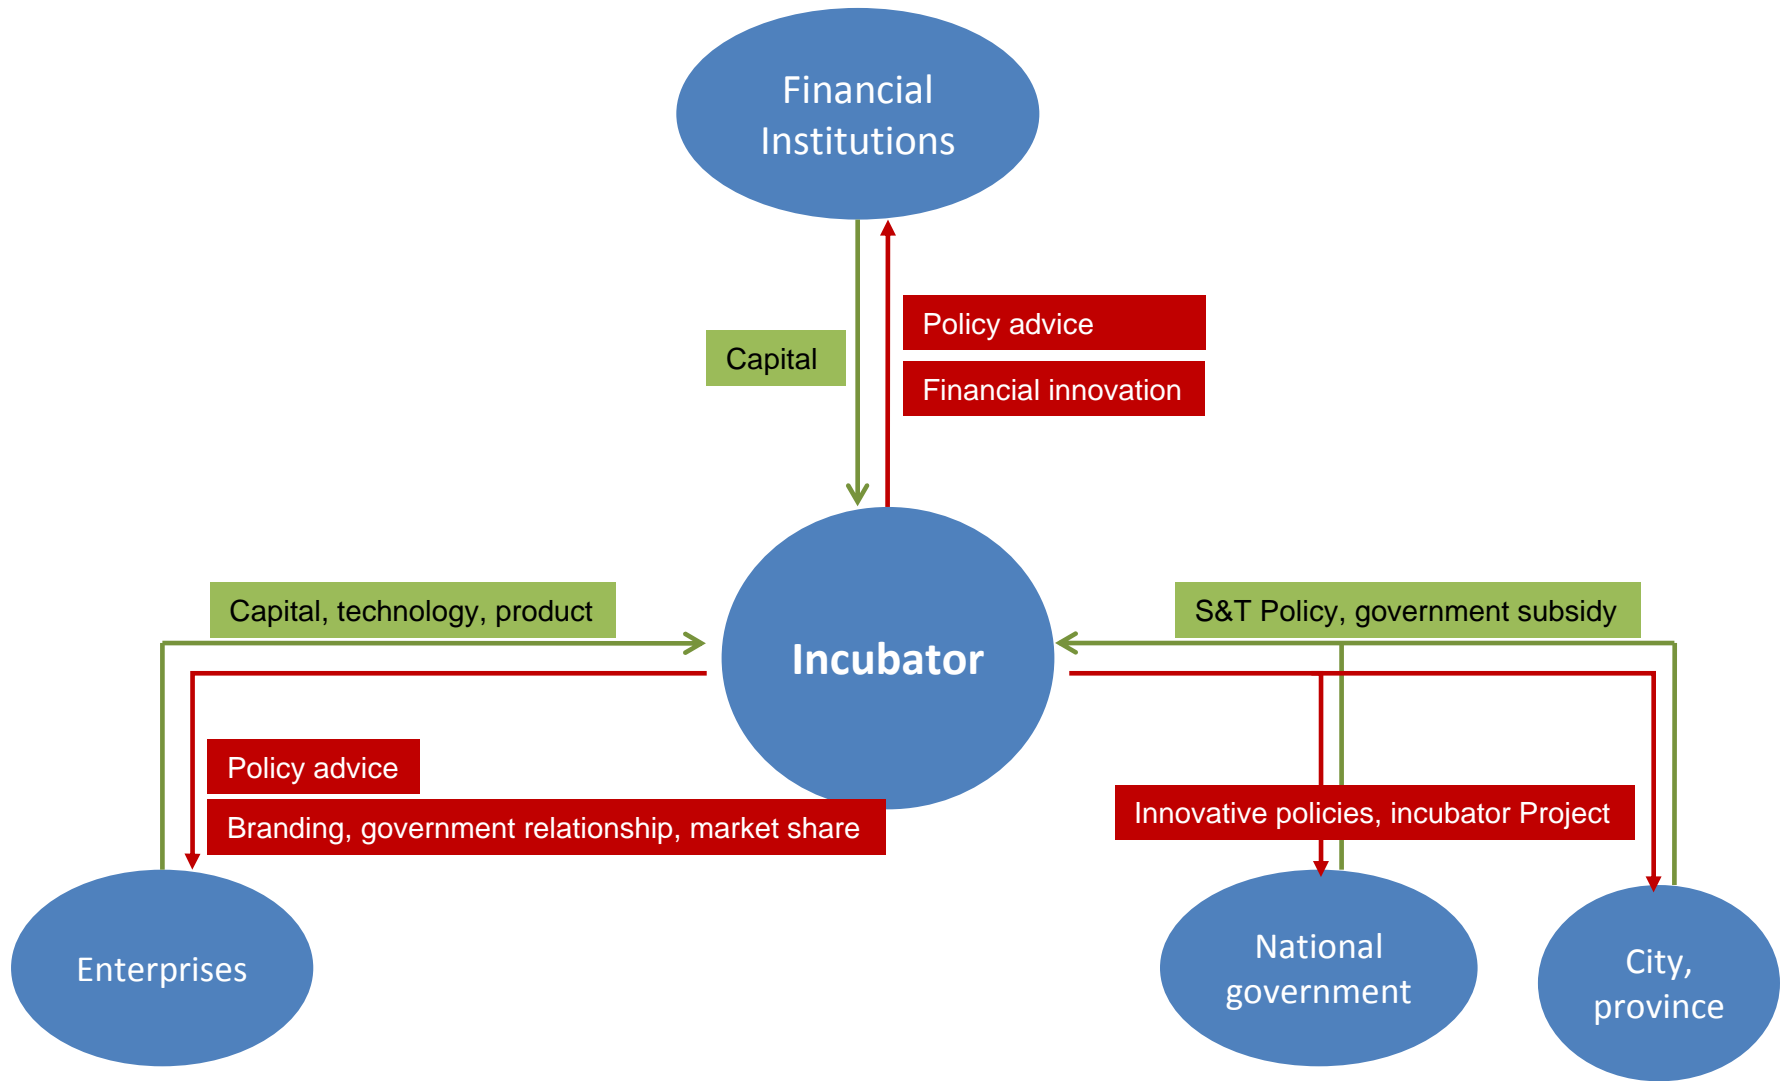 Financial
Institutions
Policy advice
Capital
Financial innovation
Capital, technology, product
S&T Policy, government subsidy
Incubator
Policy advice
Branding, government relationship, market share
Innovative policies, incubator Project
Enterprises
National
government
City,
province